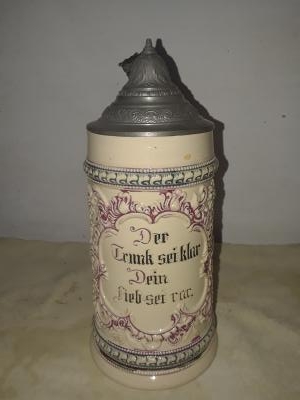 Der
Trunk sei klar
Dein
Lieb sei rar.